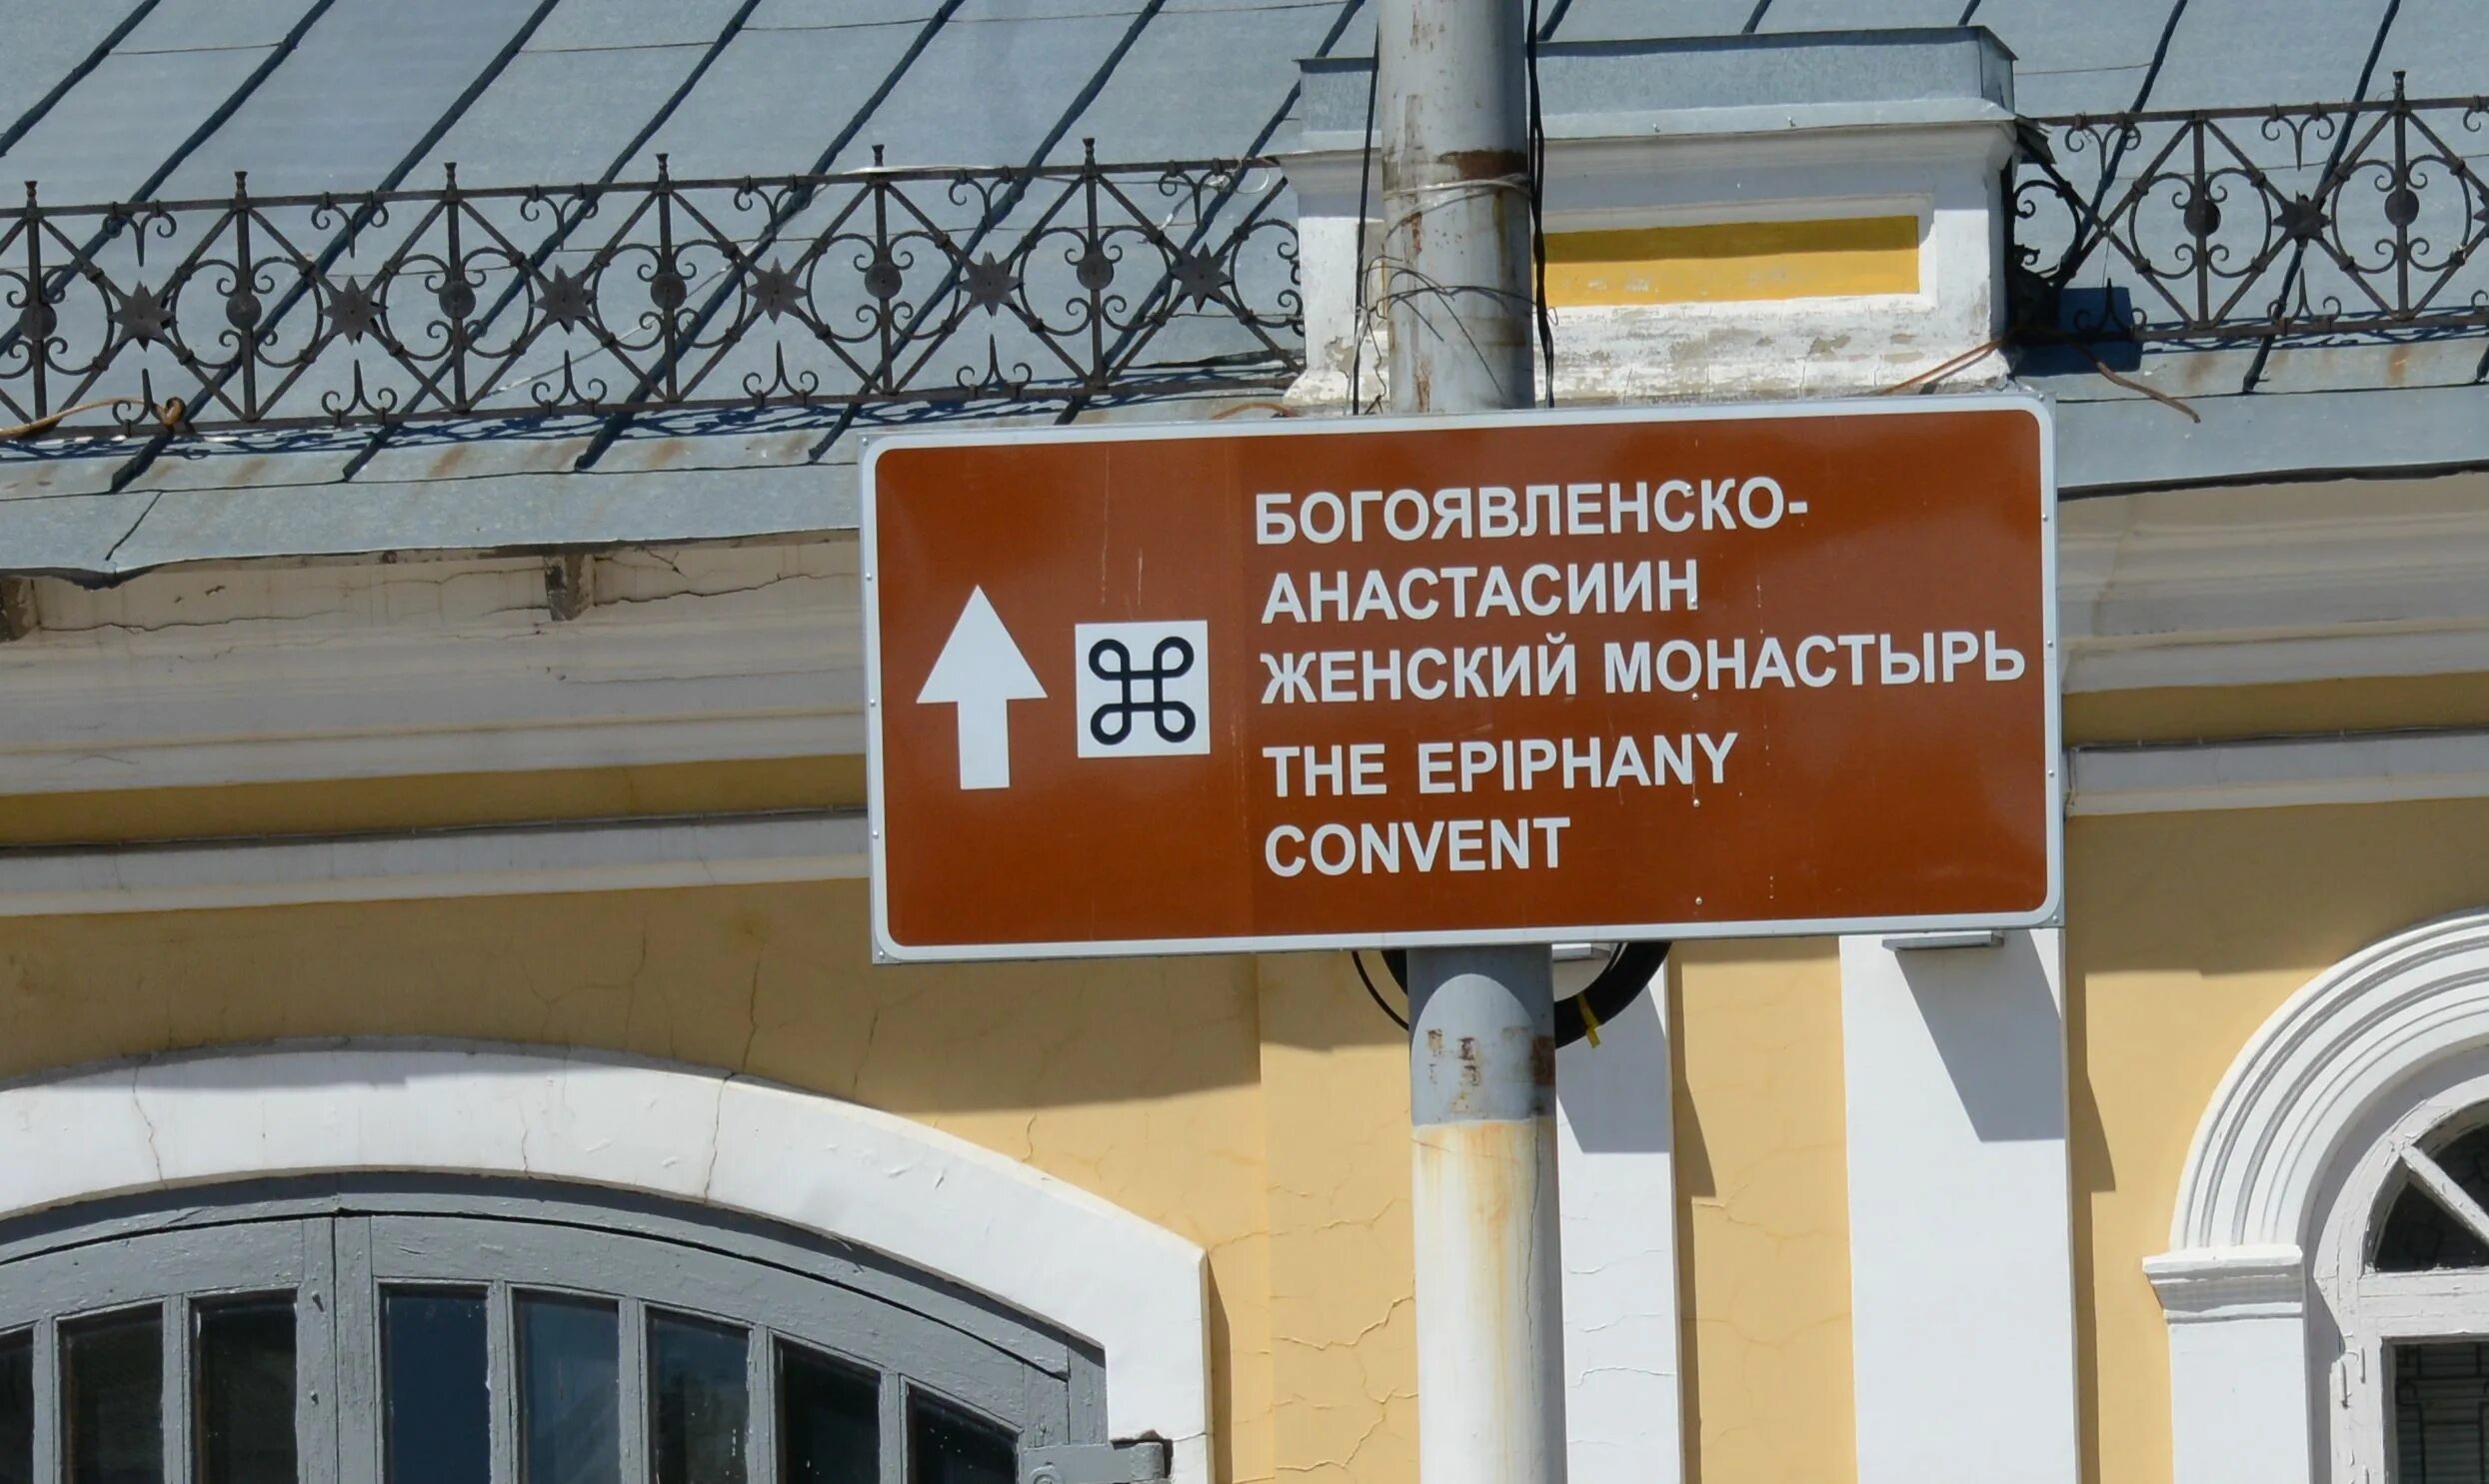 БОГОЯВЛЕНСКО-
АНАСТАСИИН
ЖЕНСКИЙ МОНАСТЫРЬ
THE EPIPHANY
CONVENT